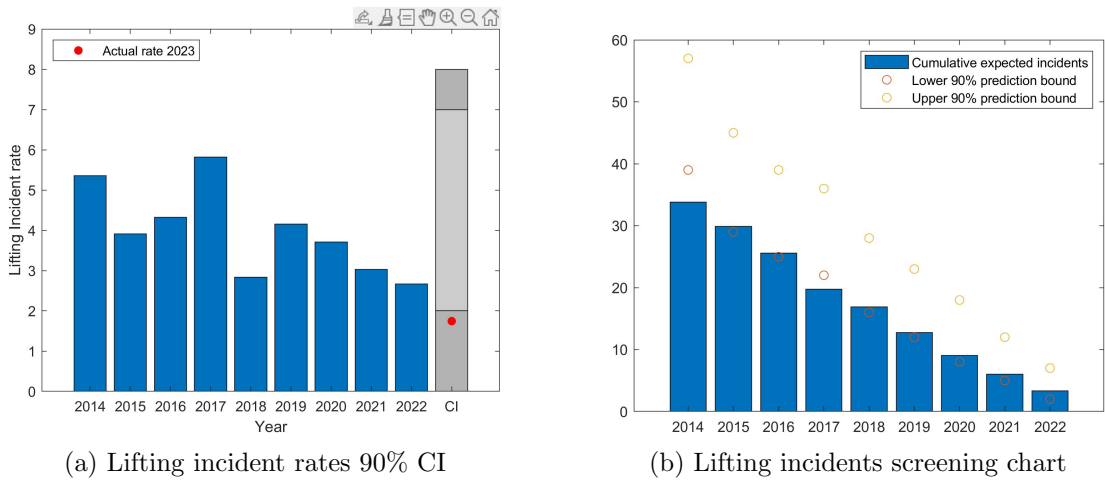 9
8
7
6
5
4
3
2
1
0
Lifting Incident rate
Actual rate 2023
2014 2015 2016 2017 2018 2019 2020 2021 2022 CI
Year
(a) Lifting incident rates 90% CI
60
50
40
30
20
10
0
Cumulative expected incidents
Lower 90% prediction bound
Upper 90% prediction bound
2014 2015 2016 2017 2018 2019 2020 2021 2022
(b) Lifting incidents screening chart